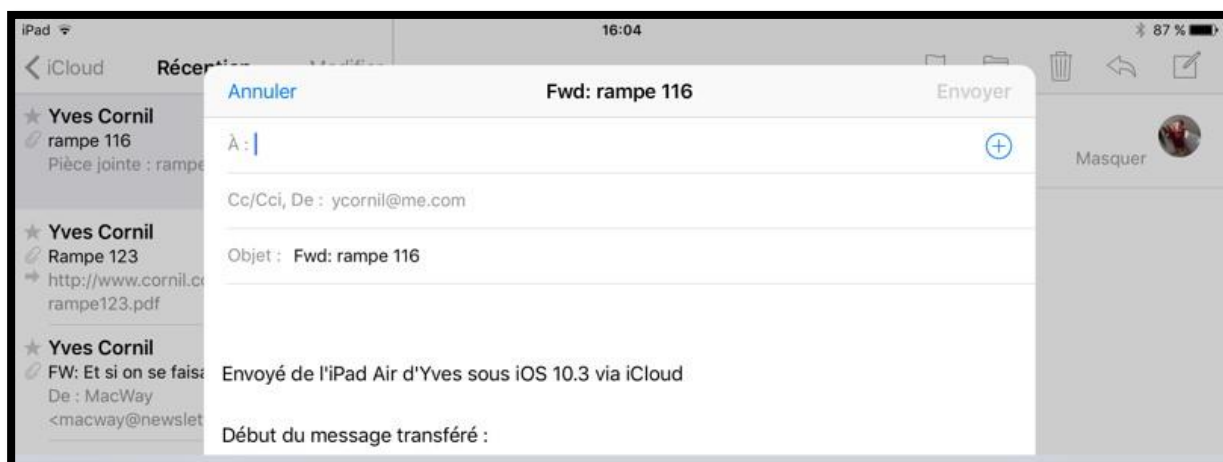 iPad 16:04 87 %
iCloud
Annuler Fwd: rampe 116 Envoyer
Yves Cornil
rampe 116
Pièce jointe :
À :
Masquer
Cc/Cci, De : ycornil@me.com
Yves Cornil
Rampe 123
http://www.cornil.c
rampe123.pdf
Objet : Fwd: rampe 116
Yves Cornil
FW: Et si on se
De : MacWay
<macway@newslet
Envoyé de l'iPad Air d'Yves sous iOS 10.3 via iCloud
Début du message transféré :